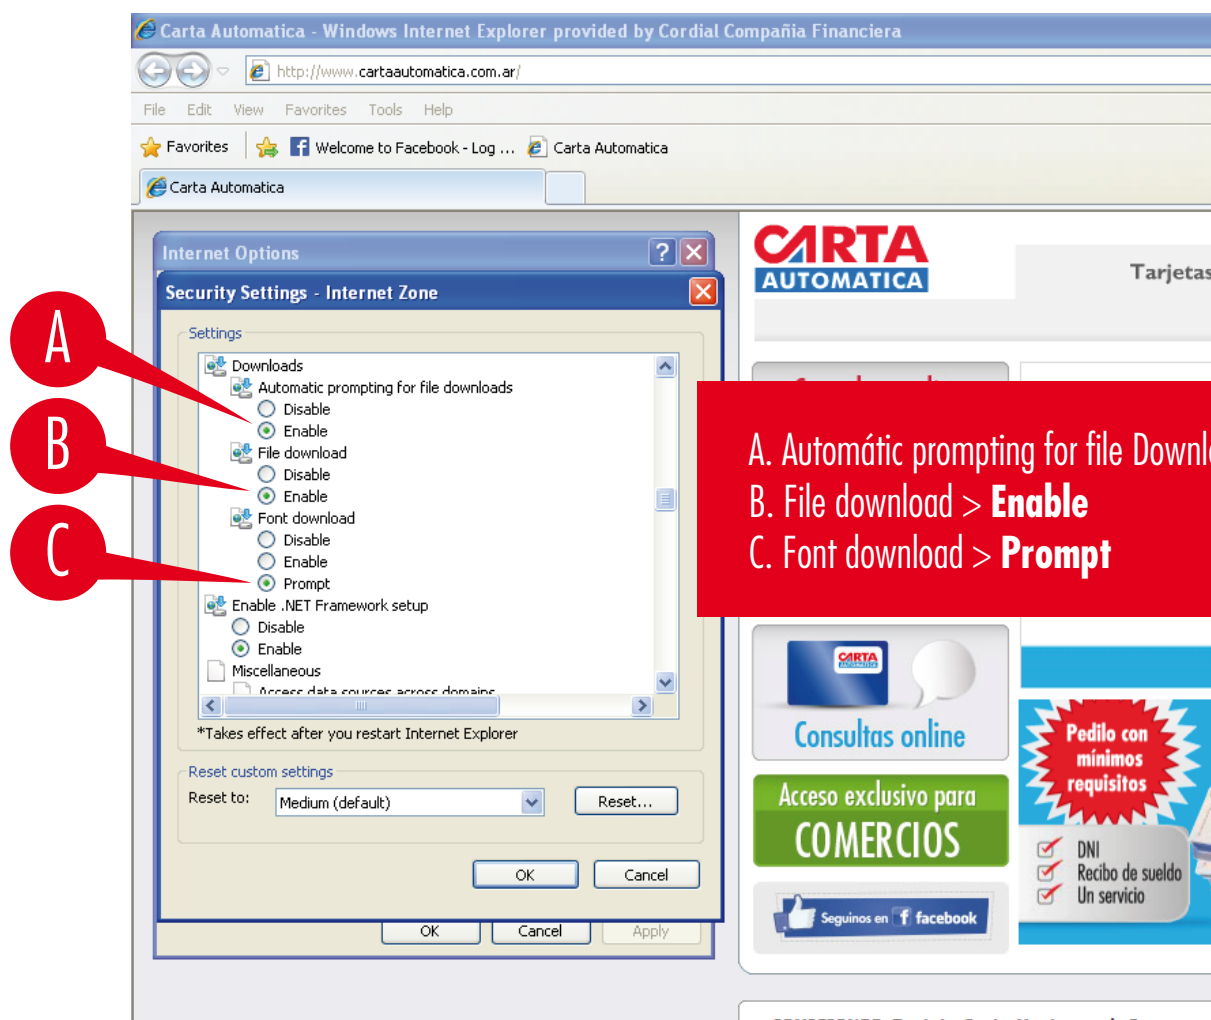 Carta Automatica - Windows Internet Explorer provided by Cordial Compañia Financiera
http://www.cartaautomatica.com.ar/
File Edit View Favorites Tools Help
Favorites Welcome to Facebook - Log ... Carta Automatica
Carta Automatica
Internet Options
Security Settings - Internet Zone
Settings
Downloads
Automatic prompting for file downloads
Disable
Enable
File download
Disable
Enable
Font download
Disable
Enable
Prompt
Enable .NET Framework setup
Disable
Enable
Miscellaneous
Access data sources across domains
*Takes effect after you restart Internet Explorer
Reset custom settings
Reset to: Medium (default) Reset...
OK Cancel
OK Cancel Apply
A
B
C
CARTA
AUTOMATICA
Tarjetas
A. Automátic prompting for file Downl
B. File download > Enable
C. Font download > Prompt
CARTA
AUTOMATICA
Consultas online
Acceso exclusivo para
COMERCIOS
Seguinos en f facebook
Pedilo con
mínimos
requisitos
DNI
Recibo de sueldo
Un servicio